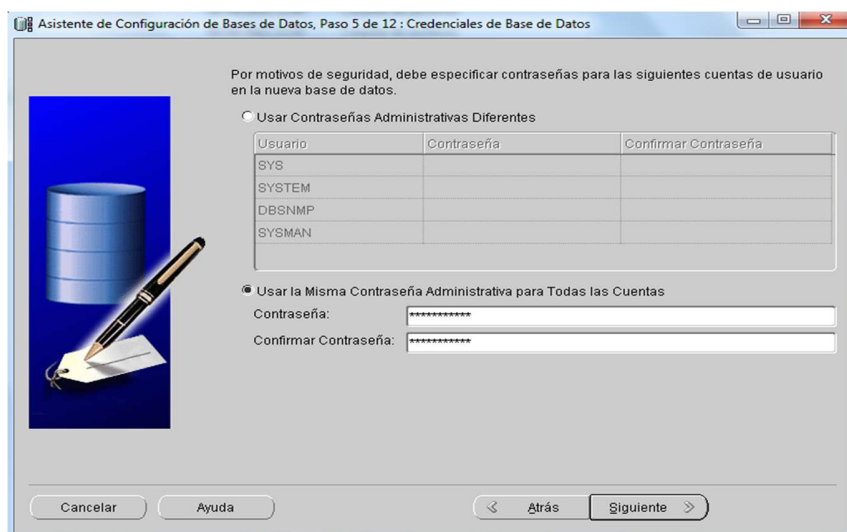 Asistente de Configuración de Bases de Datos, Paso 5 de 12 : Credenciales de Base de Datos
Por motivos de seguridad, debe especificar contraseñas para las siguientes cuentas de usuario
en la nueva base de datos.
Usar Contraseñas Administrativas Diferentes
Usuario Contraseña Confirmar Contraseña
SYS
SYSTEM
DBSNMP
SYSMAN
Usar la Misma Contraseña Administrativa para Todas las Cuentas
Contraseña: ***********
Confirmar Contraseña: ***********
Cancelar Ayuda Atrás Siguiente